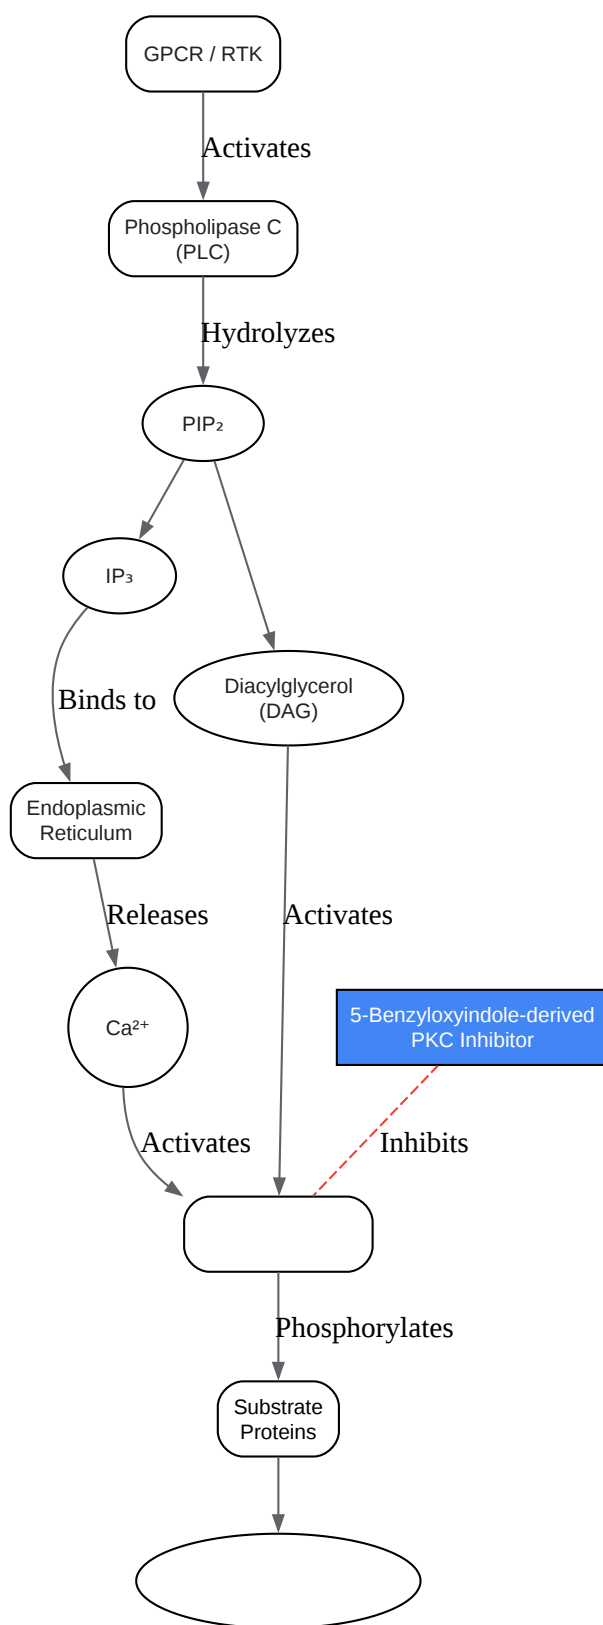 GPCR / RTK
Activates
Phospholipase C
(PLC)
Hydrolyzes
PIP₂
IP₃
Diacylglycerol
(DAG)
Binds to
Endoplasmic
Reticulum
Releases
Activates
Ca²⁺
5-Benzyloxyindole-derived
PKC Inhibitor
Activates
Inhibits
Phosphorylates
Substrate
Proteins